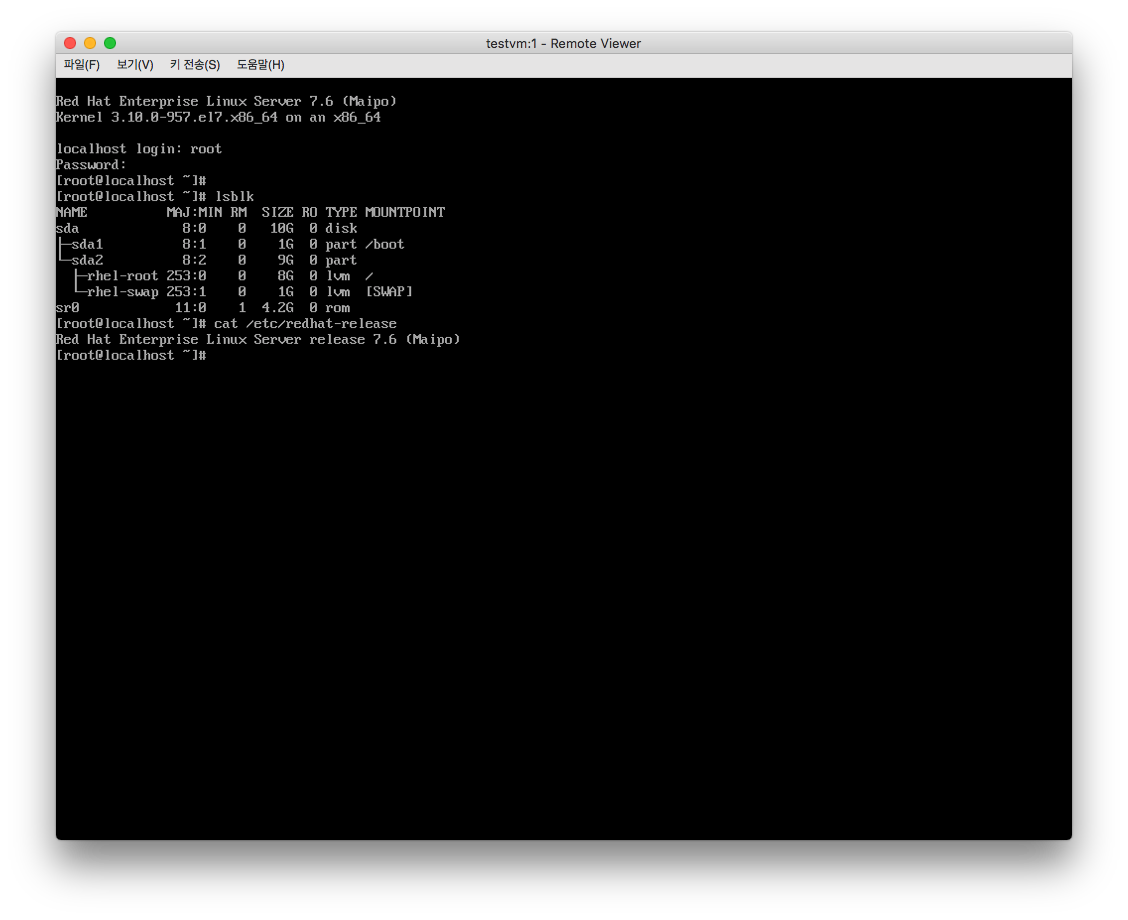 testvm:1 - Remote Viewer
파일(F) 보기(V) 키 전송(S) 도움말(H)
Red Hat Enterprise Linux Server 7.6 (Maipo)
Kernel 3.10.0-957.el7.x86_64 on an x86_64
localhost login: root
Password:
[root@localhost ~]#
[root@localhost ~]# lsblk
NAME          MAJ:MIN RM  SIZE RO TYPE MOUNTPOINT
sda             8:0    0   10G  0 disk
├─sda1          8:1    0    1G  0 part /boot
└─sda2          8:2    0    9G  0 part
  ├─rhel-root 253:0    0    8G  0 lvm  /
  └─rhel-swap 253:1    0    1G  0 lvm  [SWAP]
sr0            11:0    1  4.2G  0 rom
[root@localhost ~]# cat /etc/redhat-release
Red Hat Enterprise Linux Server release 7.6 (Maipo)
[root@localhost ~]#